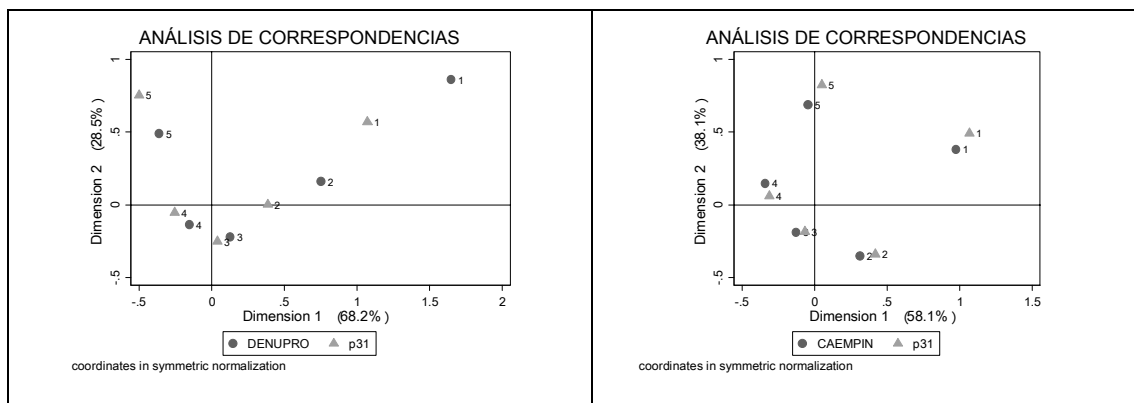 ANÁLISIS DE CORRESPONDENCIAS
1
.5
0
-.5
Dimension 2 (28.5%)
5
5
1
1
2
2
4
4
3
3
-.5 0 .5 1 1.5 2
Dimension 1 (68.2%)
DENUPRO p31
coordinates in symmetric normalization
ANÁLISIS DE CORRESPONDENCIAS
1
.5
0
-.5
Dimension 2 (38.1%)
5
5
1
1
4
4
3
2
2
-.5 0 .5 1 1.5
Dimension 1 (58.1%)
CAEMPIN p31
coordinates in symmetric normalization